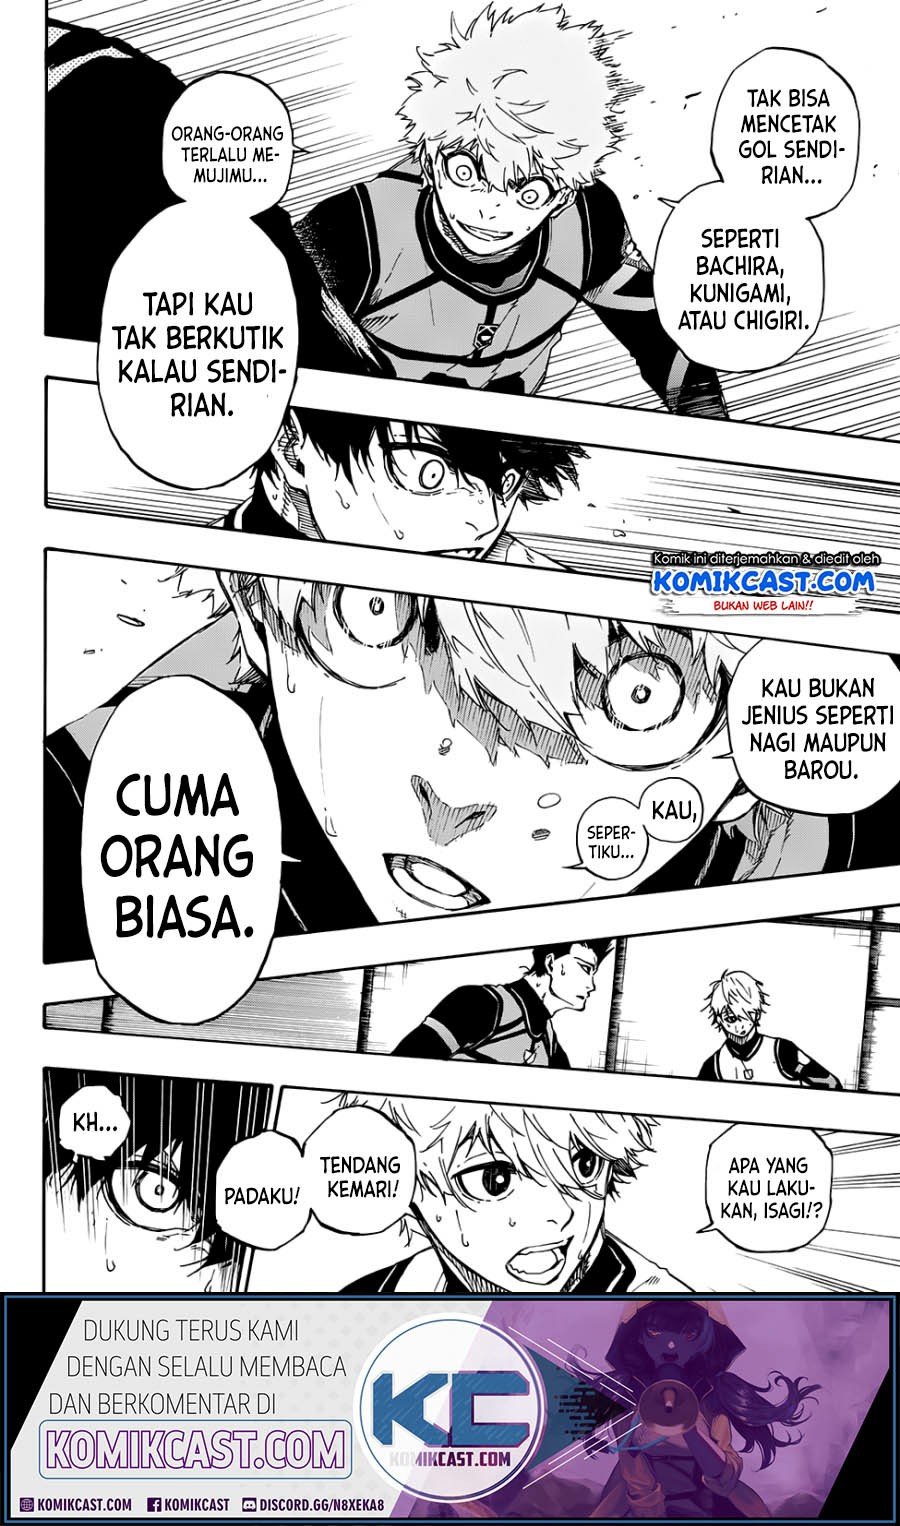 TAK BISA
MENCETAK
GOL SENDI-
RIAN...
SEPERTI
BACHIRA,
KUNIGAMI,
ATAU CHIGIRI.
ORANG-ORANG
TERLALU ME-
MUJIMU...
TAPI KAU
TAK BERKUTIK
KALAU SENDI-
RIAN.
Komik ini diterjemahkan & diedit oleh
KOMIKCAST.COM
BUKAN WEB LAIN!!
KAU BUKAN
JENIUS SEPERTI
NAGI MAUPUN
BAROU.
KAU,
SEPER-
TIKU...
CUMA
ORANG
BIASA.
APA YANG
KAU LAKU-
KAN, ISAGI!?
TENDANG
KEMARI!
PADAKU!
KH...
DUKUNG TERUS KAMI
DENGAN SELALU MEMBACA
DAN BERKOMENTAR DI
KOMIKCAST.COM
KC
KOMIKCAST.COM
KOMIKCAST.COM
KOMIKCAST
DISCORD.GG/N8XEKA8